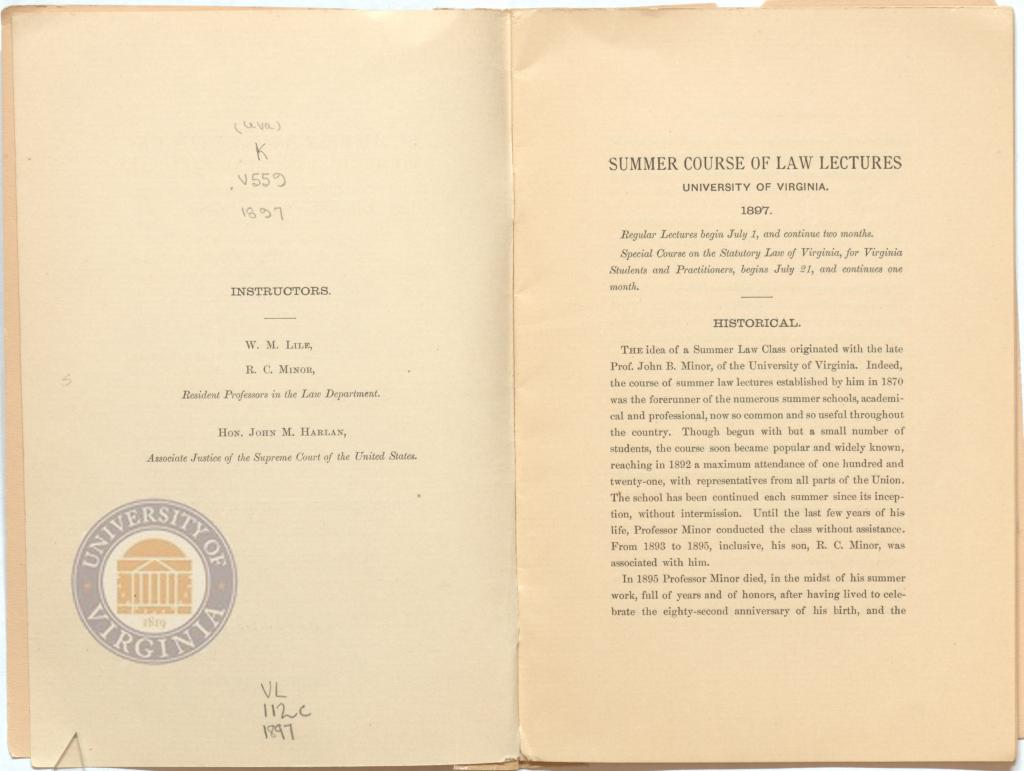 (Uva)
K
.V559
1897
INSTRUCTORS.
W. M. LILE,
R. C. MINOR,
Resident Professors in the Law Department.
HON. JOHN M. HARLAN,
Associate Justice of the Supreme Court of the United States.
5
UNIVERSITY OF
VIRGINIA
1819
VL
112c
1897
SUMMER COURSE OF LAW LECTURES
UNIVERSITY OF VIRGINIA.
1897.
Regular Lectures begin July 1, and continue two months.
Special Course on the Statutory Law of Virginia, for Virginia
Students and Practitioners, begins July 21, and continues one
month.
HISTORICAL.
THE idea of a Summer Law Class originated with the late
Prof. John B. Minor, of the University of Virginia. Indeed,
the course of summer law lectures established by him in 1870
was the forerunner of the numerous summer schools, academi-
cal and professional, now so common and so useful throughout
the country. Though begun with but a small number of
students, the course soon became popular and widely known,
reaching in 1892 a maximum attendance of one hundred and
twenty-one, with representatives from all parts of the Union.
The school has been continued each summer since its incep-
tion, without intermission. Until the last few years of his
life, Professor Minor conducted the class without assistance.
From 1893 to 1895, inclusive, his son, R. C. Minor, was
associated with him.
In 1895 Professor Minor died, in the midst of his summer
work, full of years and of honors, after having lived to cele-
brate the eighty-second anniversary of his birth, and the